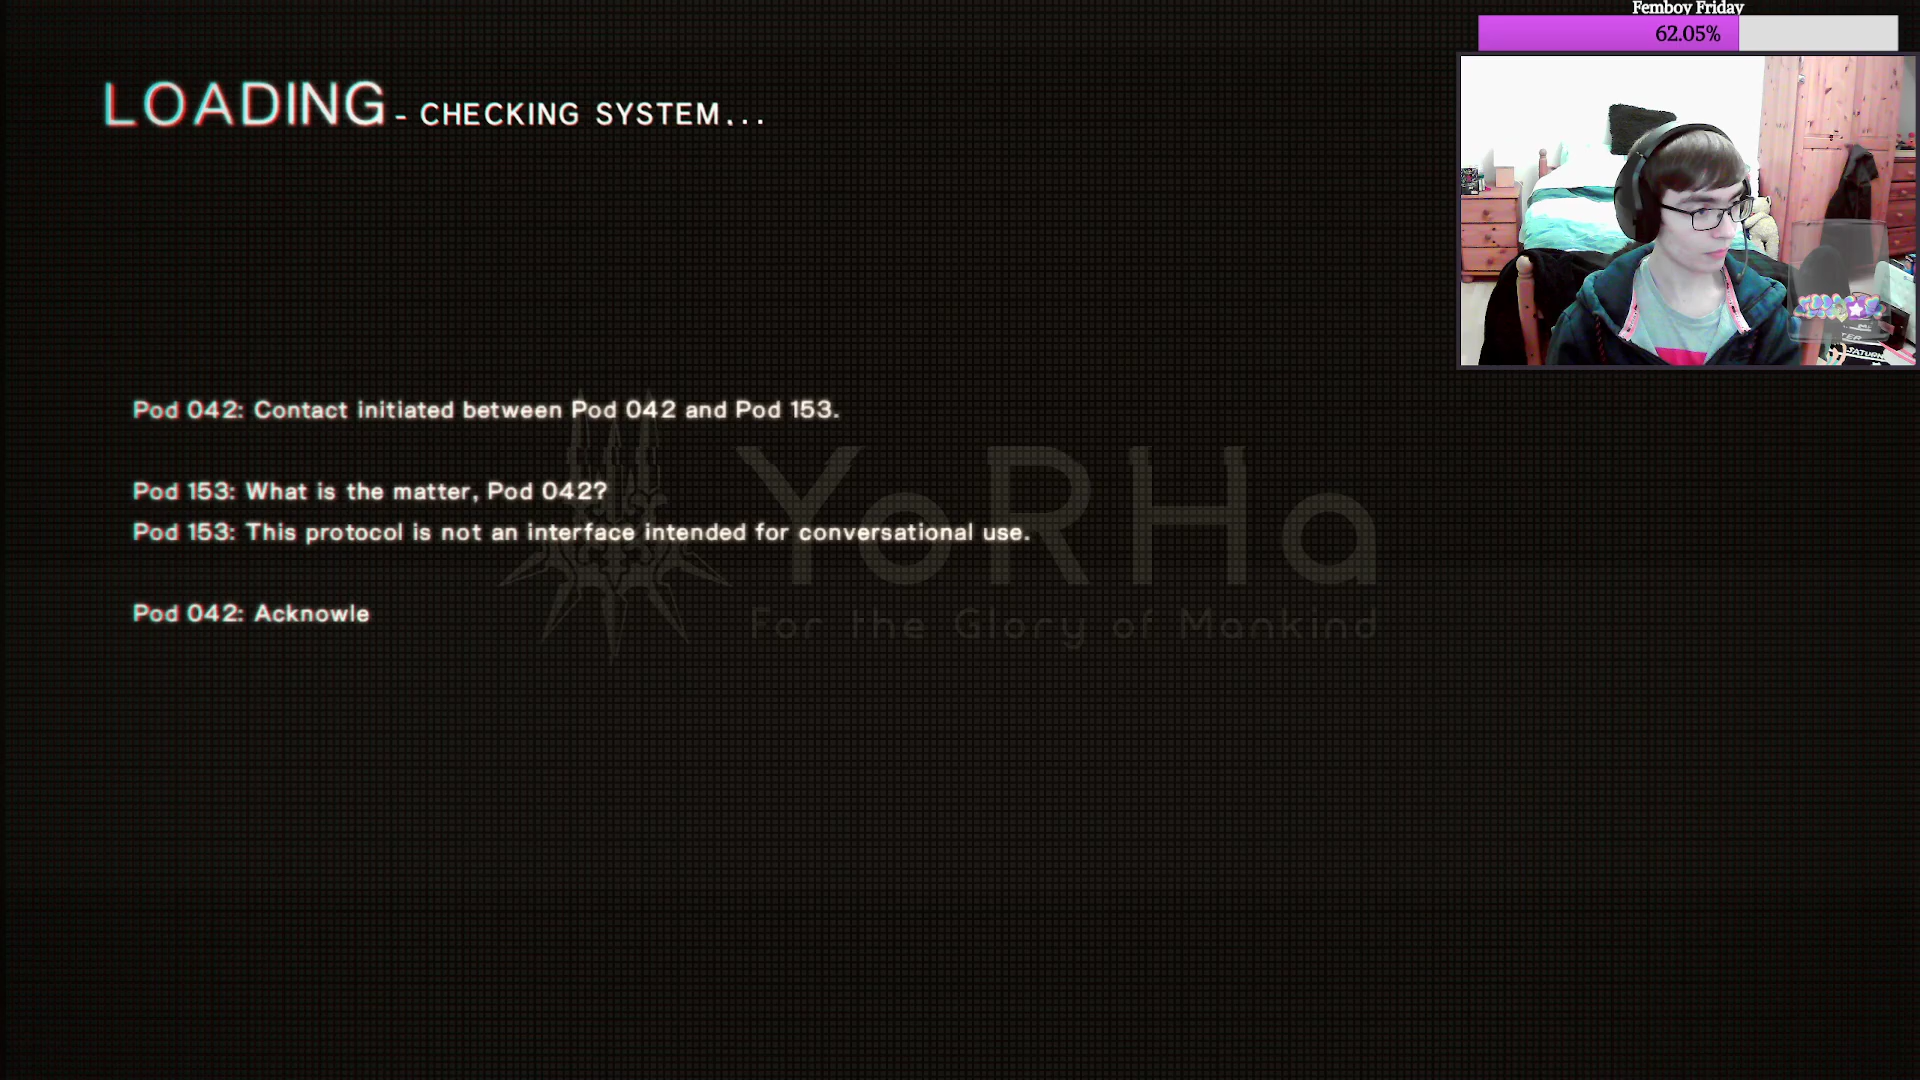 Femboy Friday
62.05%
LOADING - CHECKING SYSTEM...
Pod 042: Contact initiated between Pod 042 and Pod 153.
Pod 153: What is the matter, Pod 042?
Pod 153: This protocol is not an interface intended for conversational use.
Pod 042: Acknowle
YoRHa
For the Glory of Mankind
SATURN